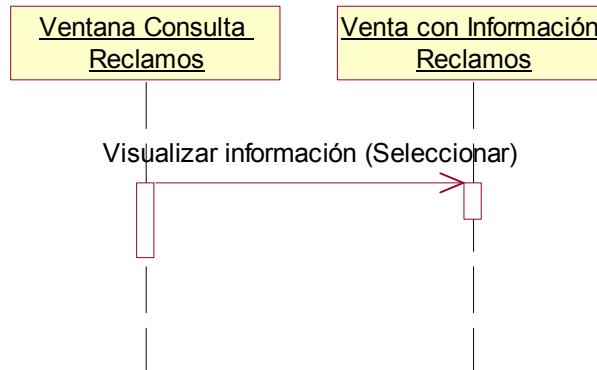 Ventana Consulta
Reclamos
Venta con Información
Reclamos
Visualizar información (Seleccionar)